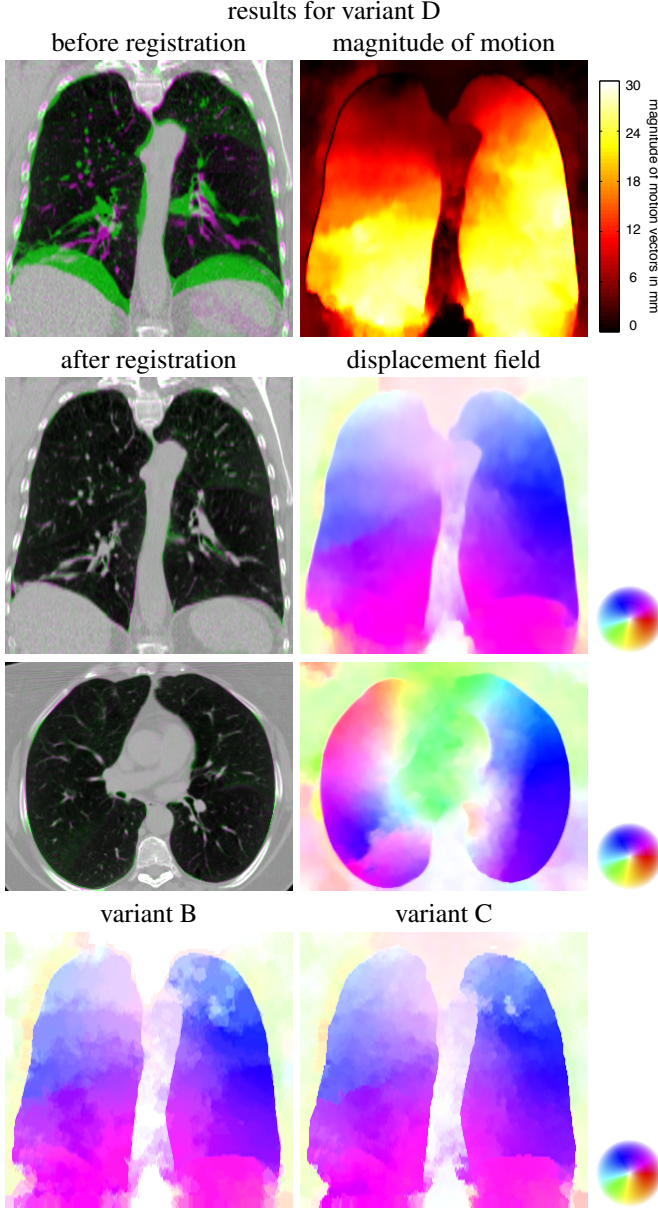 results for variant D
before registration
magnitude of motion
30
24
18
12
6
0
magnitude of motion vectors in mm
after registration
displacement field
variant B
variant C